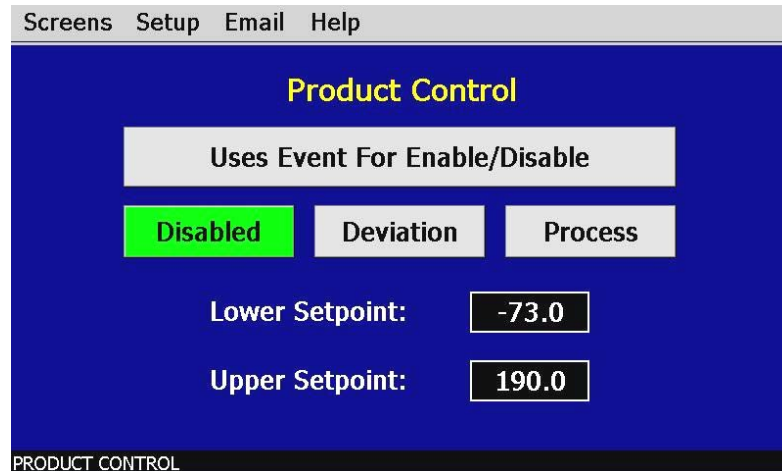 Screens Setup Email Help
Product Control
Uses Event For Enable/Disable
Disabled Deviation Process
Lower Setpoint: -73.0
Upper Setpoint: 190.0
PRODUCT CONTROL